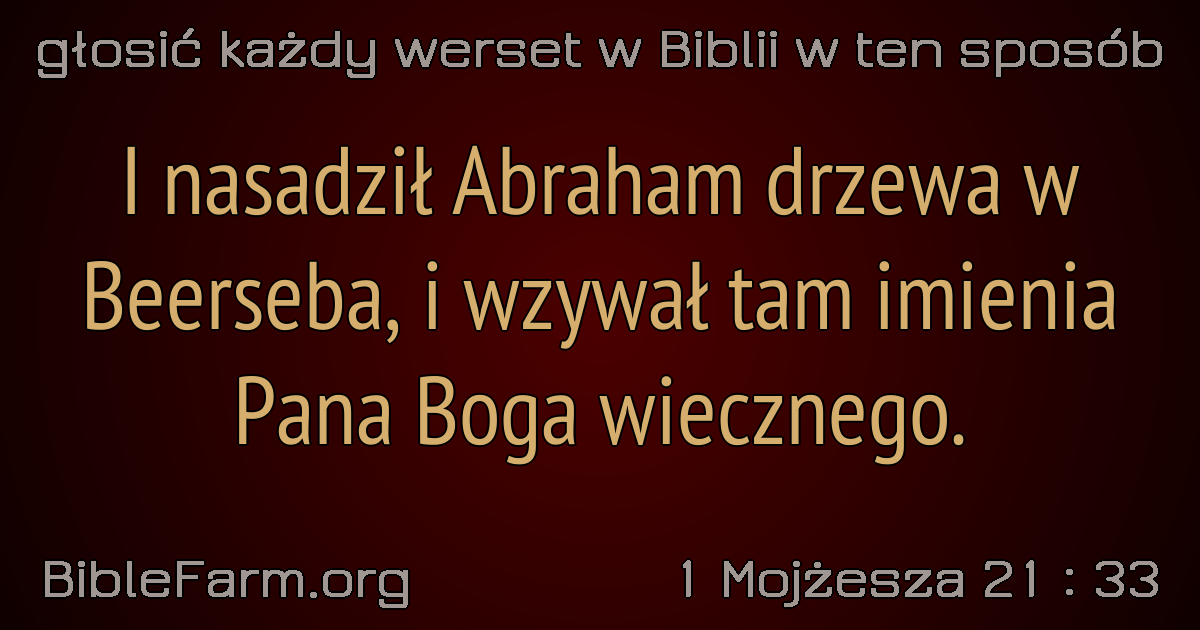 głosić każdy werset w Biblii w ten sposób
I nasadził Abraham drzewa w
Beerseba, i wzywał tam imienia
Pana Boga wiecznego.
BibleFarm.org
1 Mojżesza 21 : 33